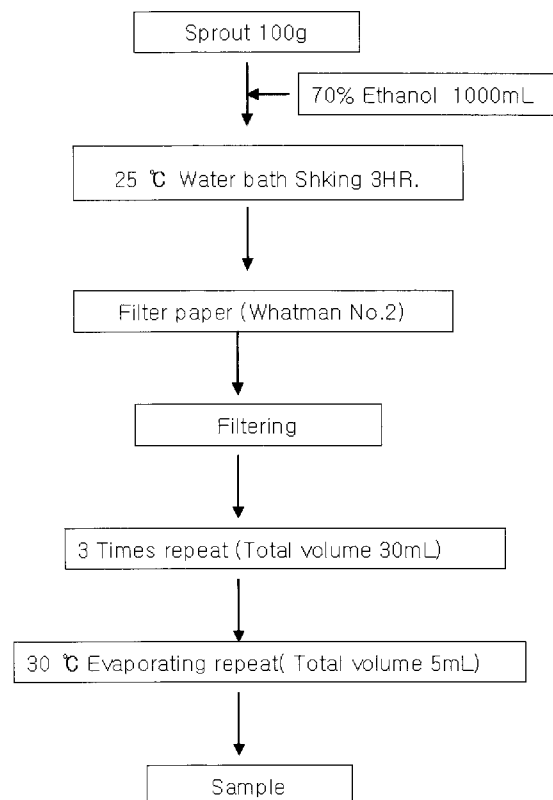 Sprout 100g
70% Ethanol 1000mL
25 ℃ Water bath Shking 3HR.
Filter paper (Whatman No.2)
Filtering
3 Times repeat (Total volume 30mL)
30 ℃ Evaporating repeat( Total volume 5mL)
Sample